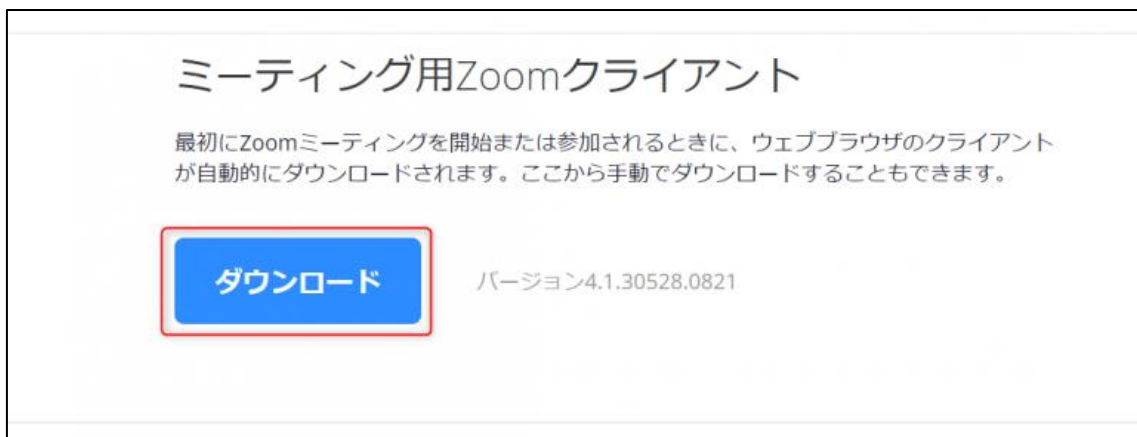 ミーティング用Zoomクライアント
最初にZoomミーティングを開始または参加されるときに、ウェブブラウザのクライアント
が自動的にダウンロードされます。ここから手動でダウンロードすることもできます。
ダウンロード
バージョン4.1.30528.0821